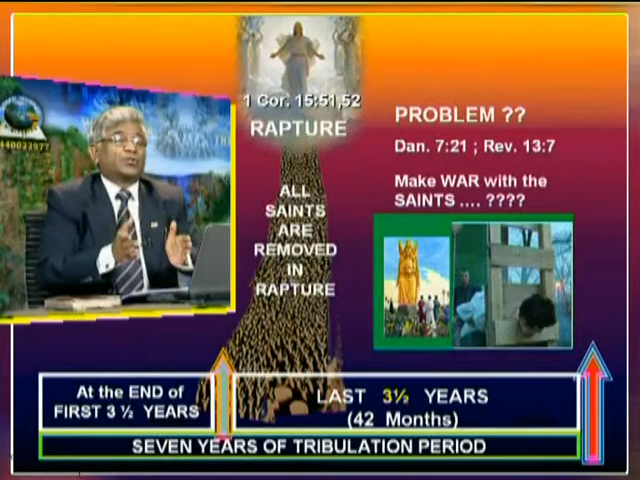 1 Cor. 15:51,52
RAPTURE
ALL
SAINTS
ARE
REMOVED
IN
RAPTURE
PROBLEM ??
Dan. 7:21 ; Rev. 13:7
Make WAR with the
SAINTS .... ????
At the END of
FIRST 3 ½ YEARS
LAST 3½ YEARS
(42 Months)
SEVEN YEARS OF TRIBULATION PERIOD